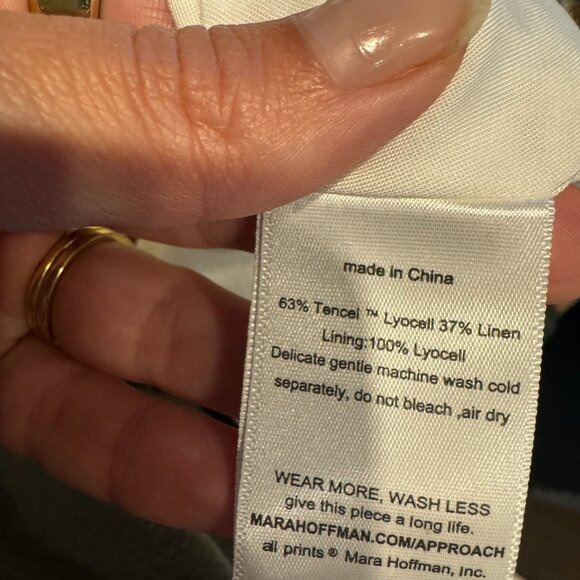 made in China
63% Tencel ™ Lyocell 37% Linen
Lining:100% Lyocell
Delicate gentle machine wash cold
separately, do not bleach ,air dry
WEAR MORE, WASH LESS
give this piece a long life.
MARAHOFFMAN.COM/APPROACH
all prints ® Mara Hoffman, Inc.